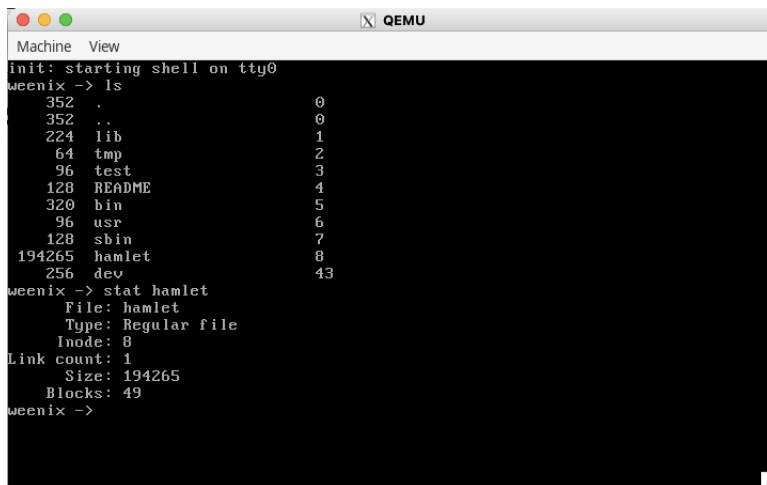 QEMU
Machine View
init: starting shell on tty0
weenix -> ls
352 . 0
352 .. 0
224 lib 1
64 tmp 2
96 test 3
128 README 4
320 bin 5
96 usr 6
128 sbin 7
194265 hamlet 8
256 dev 43
weenix -> stat hamlet
File: hamlet
Type: Regular file
Inode: 8
Link count: 1
Size: 194265
Blocks: 49
weenix ->